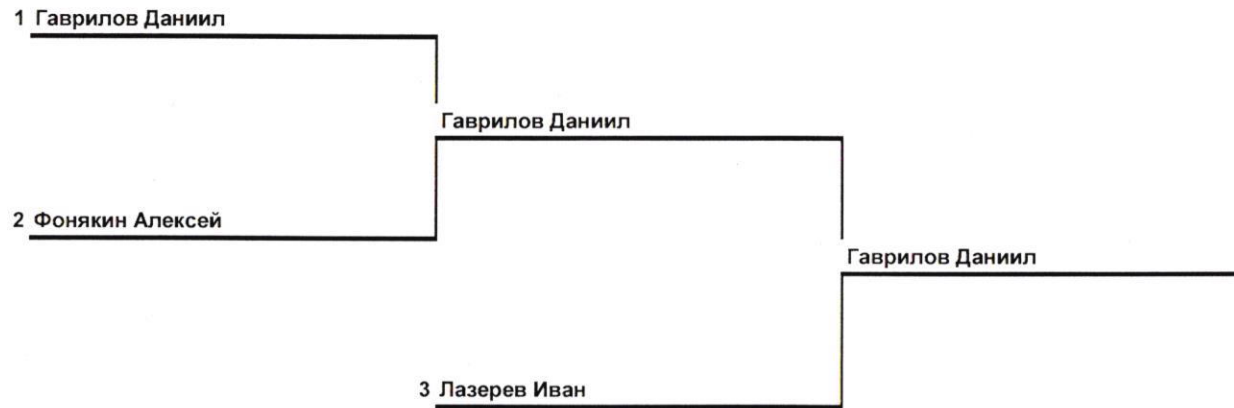 1 Гаврилов Даниил
Гаврилов Даниил
2 Фонякин Алексей
Гаврилов Даниил
3 Лазерев Иван